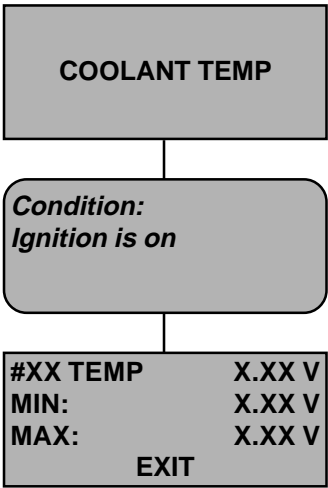 COOLANT TEMP
Condition:
Ignition is on
#XX TEMP X.XX V
MIN: X.XX V
MAX: X.XX V
EXIT